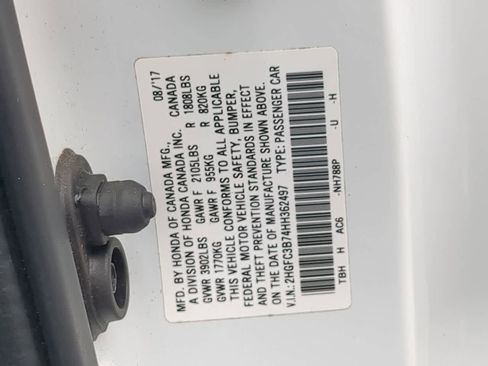 MFD. BY HONDA OF CANADA MFG., 08/'17
A DIVISION OF HONDA CANADA INC. CANADA
GVWR 3902LBS GAWR F 2105LBS R 1808LBS
GVWR 1770KG GAWR F 955KG R 820KG
THIS VEHICLE CONFORMS TO ALL APPLICABLE
FEDERAL MOTOR VEHICLE SAFETY, BUMPER,
AND THEFT PREVENTION STANDARDS IN EFFECT
ON THE DATE OF MANUFACTURE SHOWN ABOVE.
V.I.N.: 2HGFC3B74HH362497 TYPE: PASSENGER CAR
TBH H AC6 -NH788P -U -H